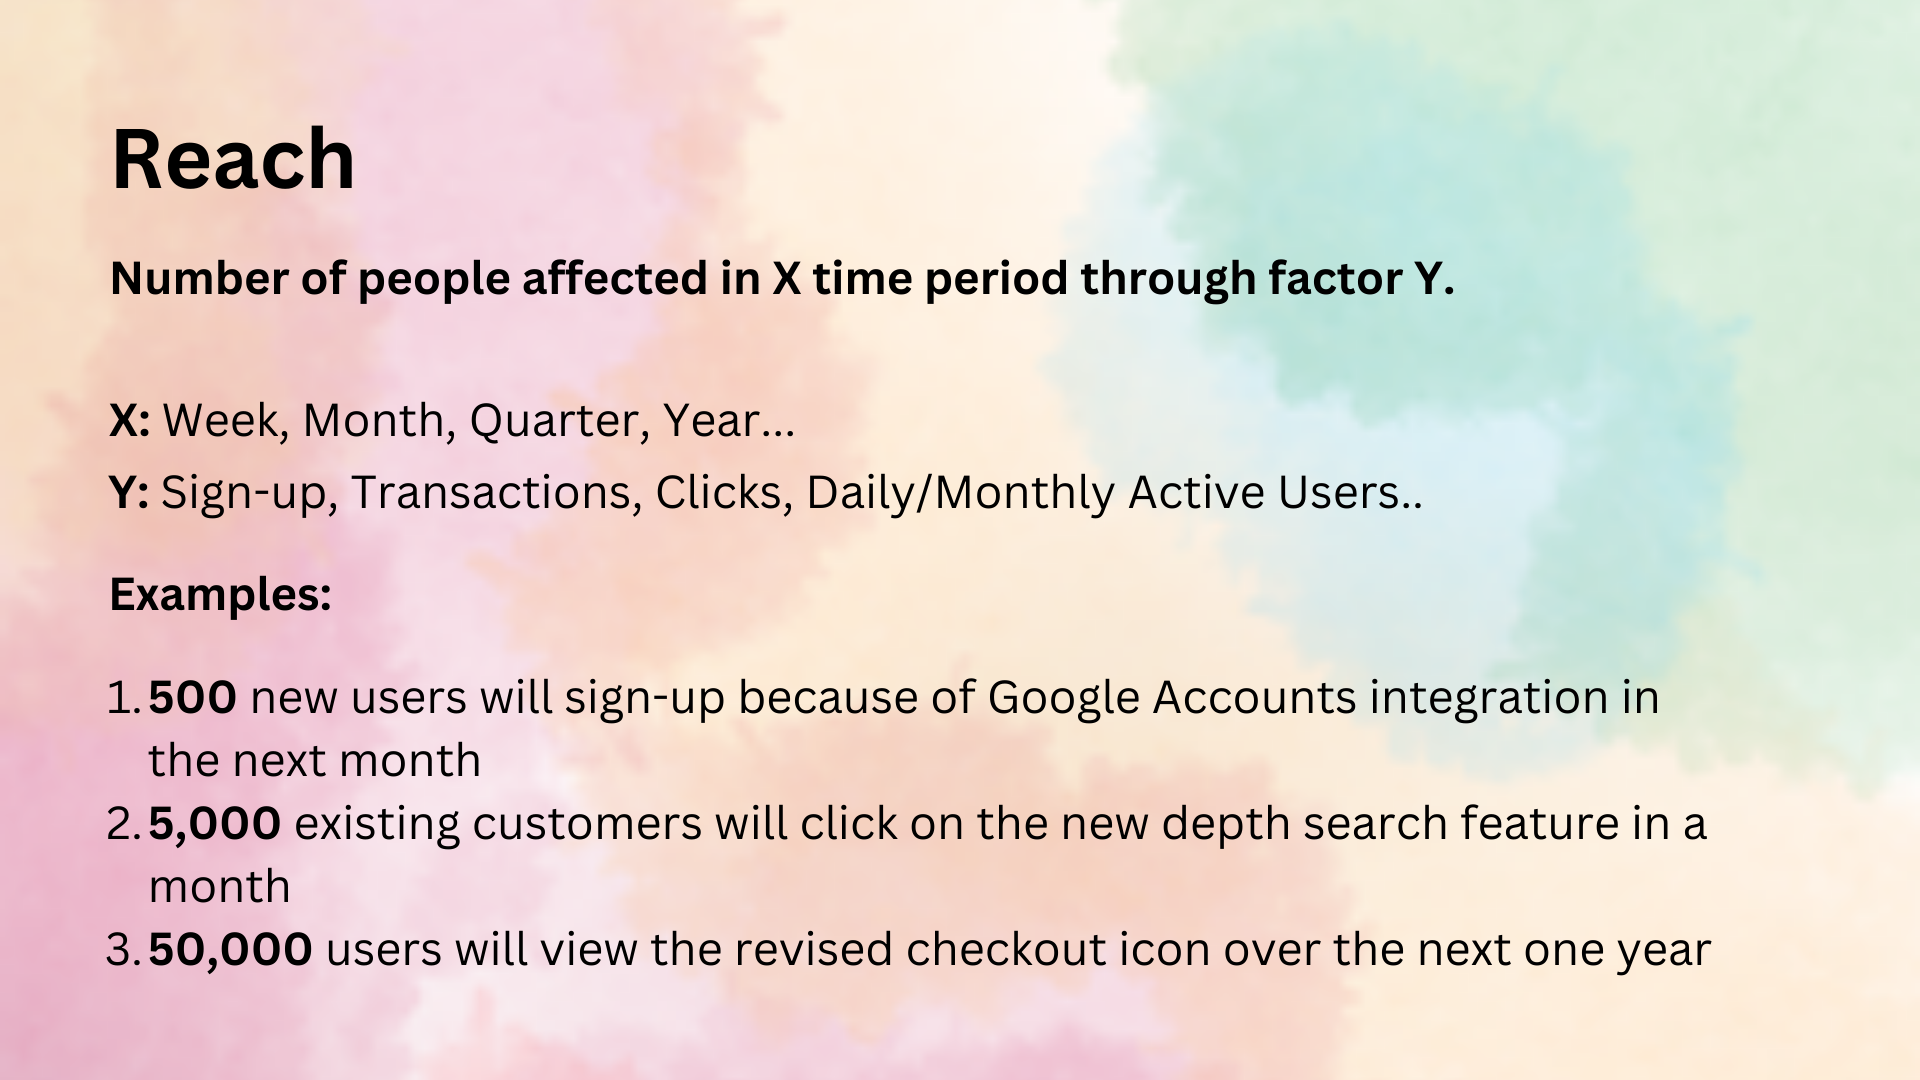 Reach
Number of people affected in X time period through factor Y.
X: Week, Month, Quarter, Year...
Y: Sign-up, Transactions, Clicks, Daily/Monthly Active Users..
Examples:
1. 500 new users will sign-up because of Google Accounts integration in
the next month
2. 5,000 existing customers will click on the new depth search feature in a
month
3. 50,000 users will view the revised checkout icon over the next one year